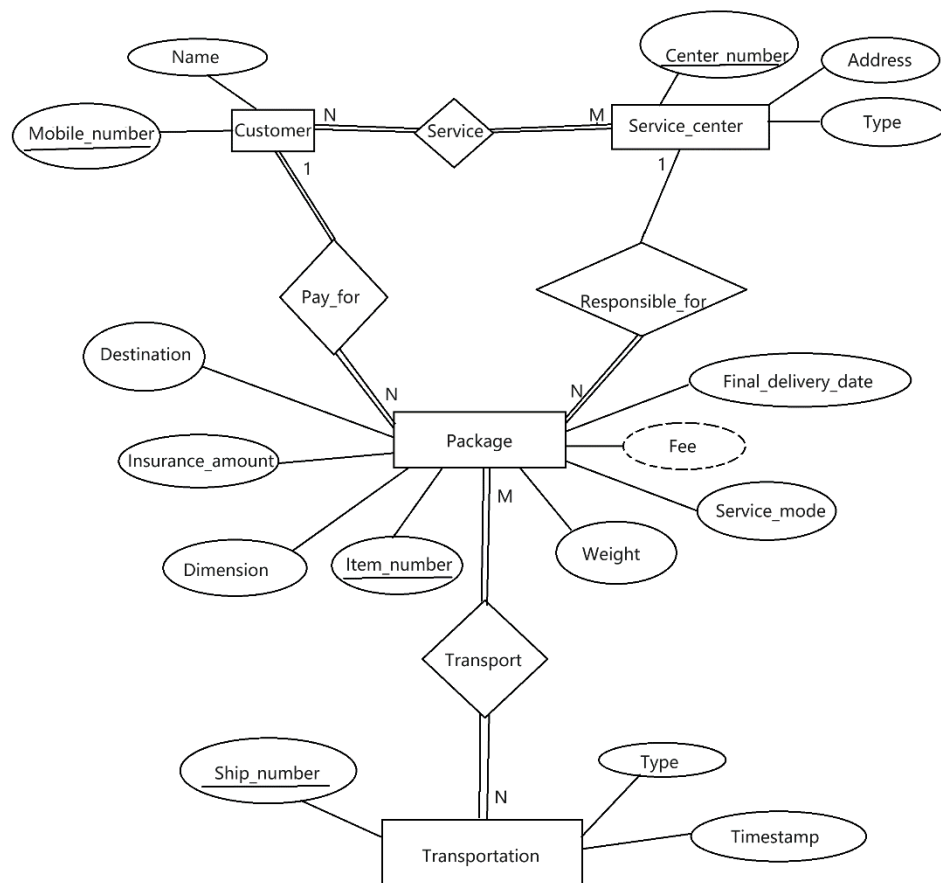 Name
Center_number
Address
Mobile_number
Customer
N
Service
M
Service_center
Type
1
1
Pay_for
Responsible_for
Destination
Final_delivery_date
N
N
Package
Fee
Insurance_amount
M
Service_mode
Dimension
Item_number
Weight
Transport
Ship_number
Type
N
Timestamp
Transportation